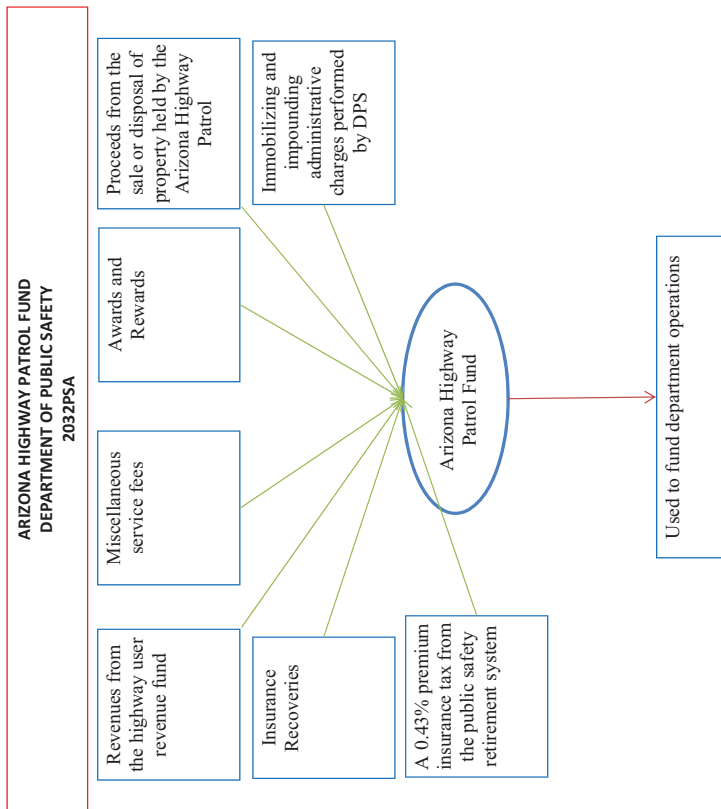 ARIZONA HIGHWAY PATROL FUND
DEPARTMENT OF PUBLIC SAFETY
2032PSA
Revenues from
the highway user
revenue fund
Miscellaneous
service fees
Awards and
Rewards
Proceeds from the
sale or disposal of
property held by the
Arizona Highway
Patrol
Insurance
Recoveries
Immobilizing and
impounding
administrative
charges performed
by DPS
A 0.43% premium
insurance tax from
the public safety
retirement system
Arizona Highway
Patrol Fund
Used to fund department operations